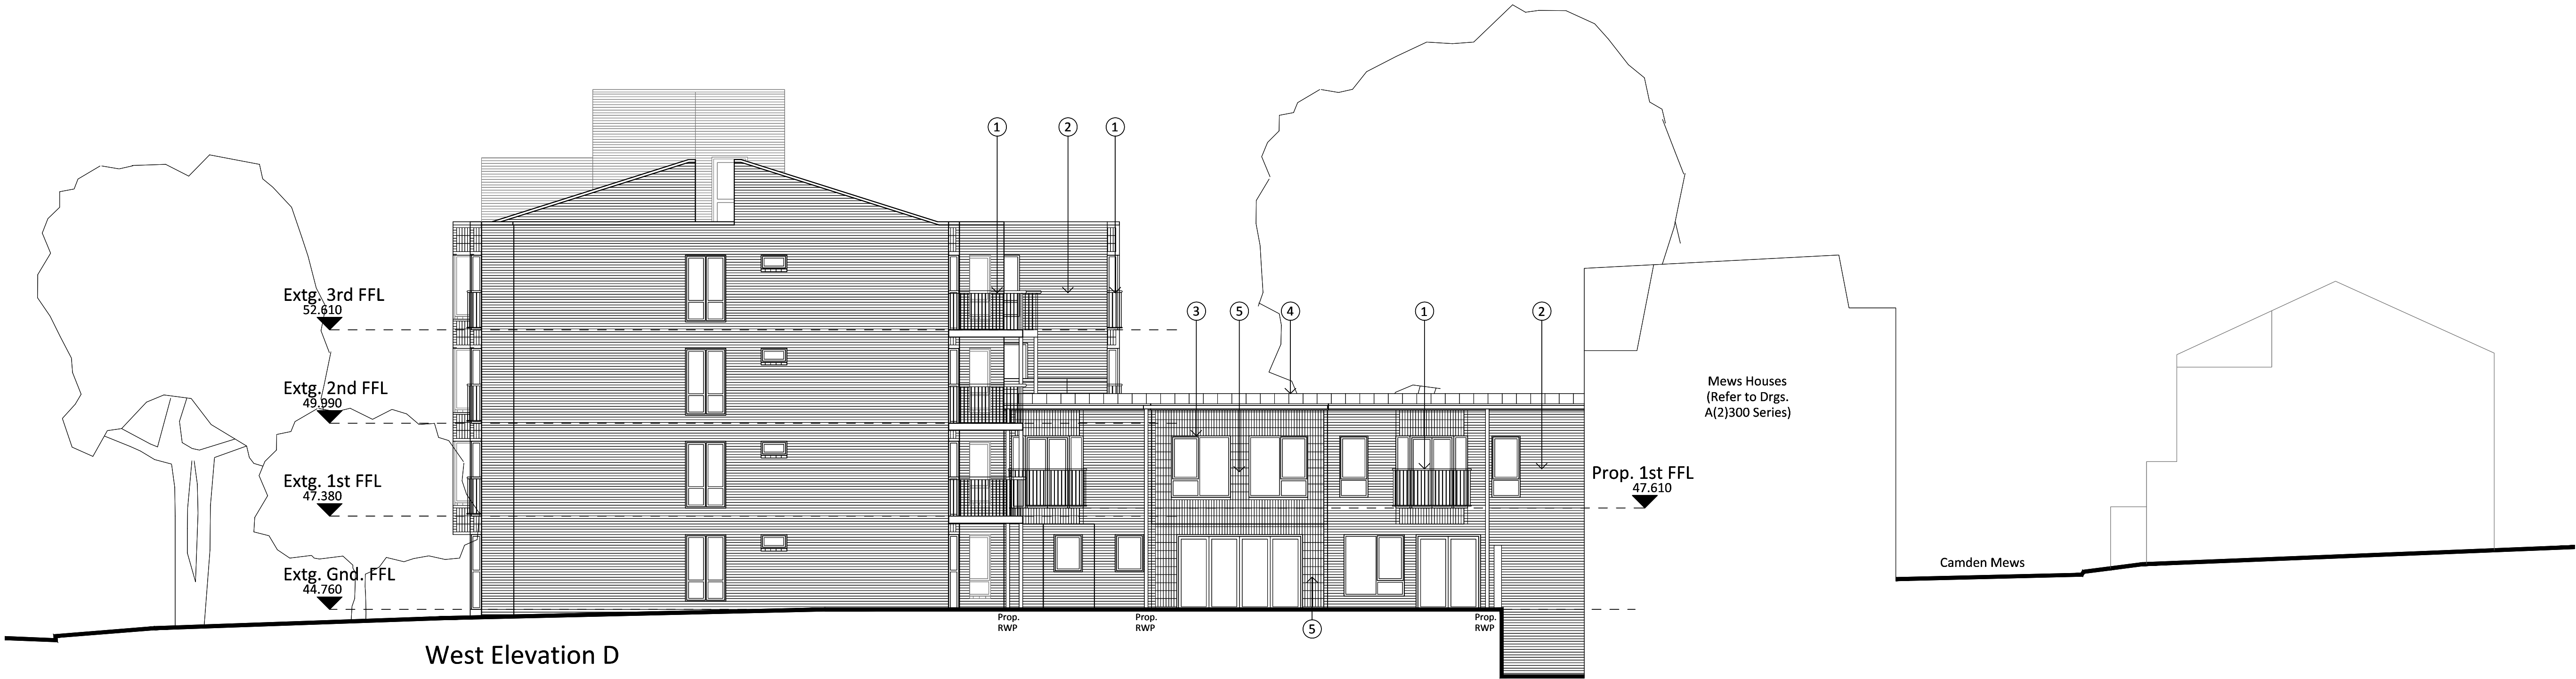 1
2
1
Extg. 3rd FFL
52.610
3
5
4
1
2
Extg. 2nd FFL
49.990
Mews Houses
(Refer to Drgs.
A(2)300 Series)
Extg. 1st FFL
47.380
Prop. 1st FFL
47.610
Extg. Gnd. FFL
44.760
Camden Mews
Prop.
RWP
Prop.
RWP
Prop.
RWP
5
West Elevation D